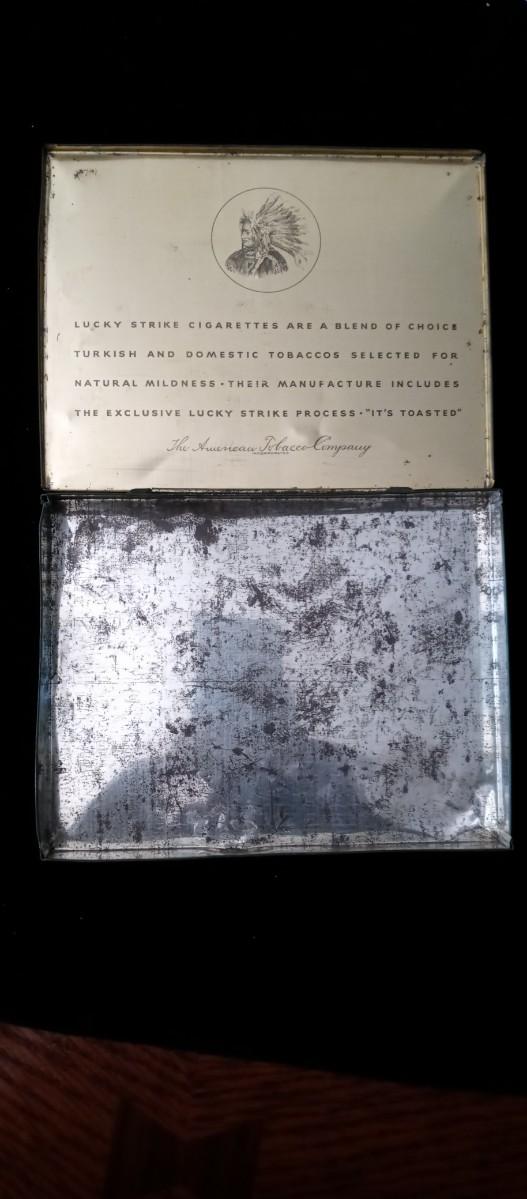 LUCKY STRIKE CIGARETTES ARE A BLEND OF CHOICE
TURKISH AND DOMESTIC TOBACCOS SELECTED FOR
NATURAL MILDNESS · THEIR MANUFACTURE INCLUDES
THE EXCLUSIVE LUCKY STRIKE PROCESS · "IT'S TOASTED"
The American Tobacco Company
INCORPORATED